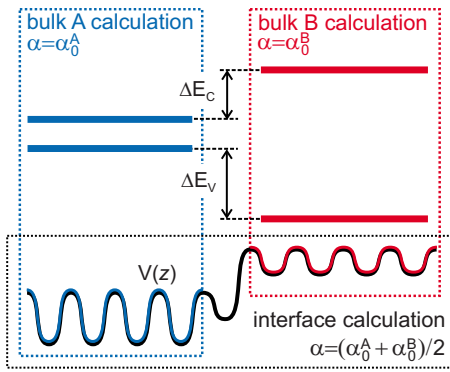 bulk A calculation
α=α₀ᴬ
bulk B calculation
α=α₀ᴮ
ΔE_C
ΔE_V
V(z)
interface calculation
α=(α₀ᴬ+α₀ᴮ)/2